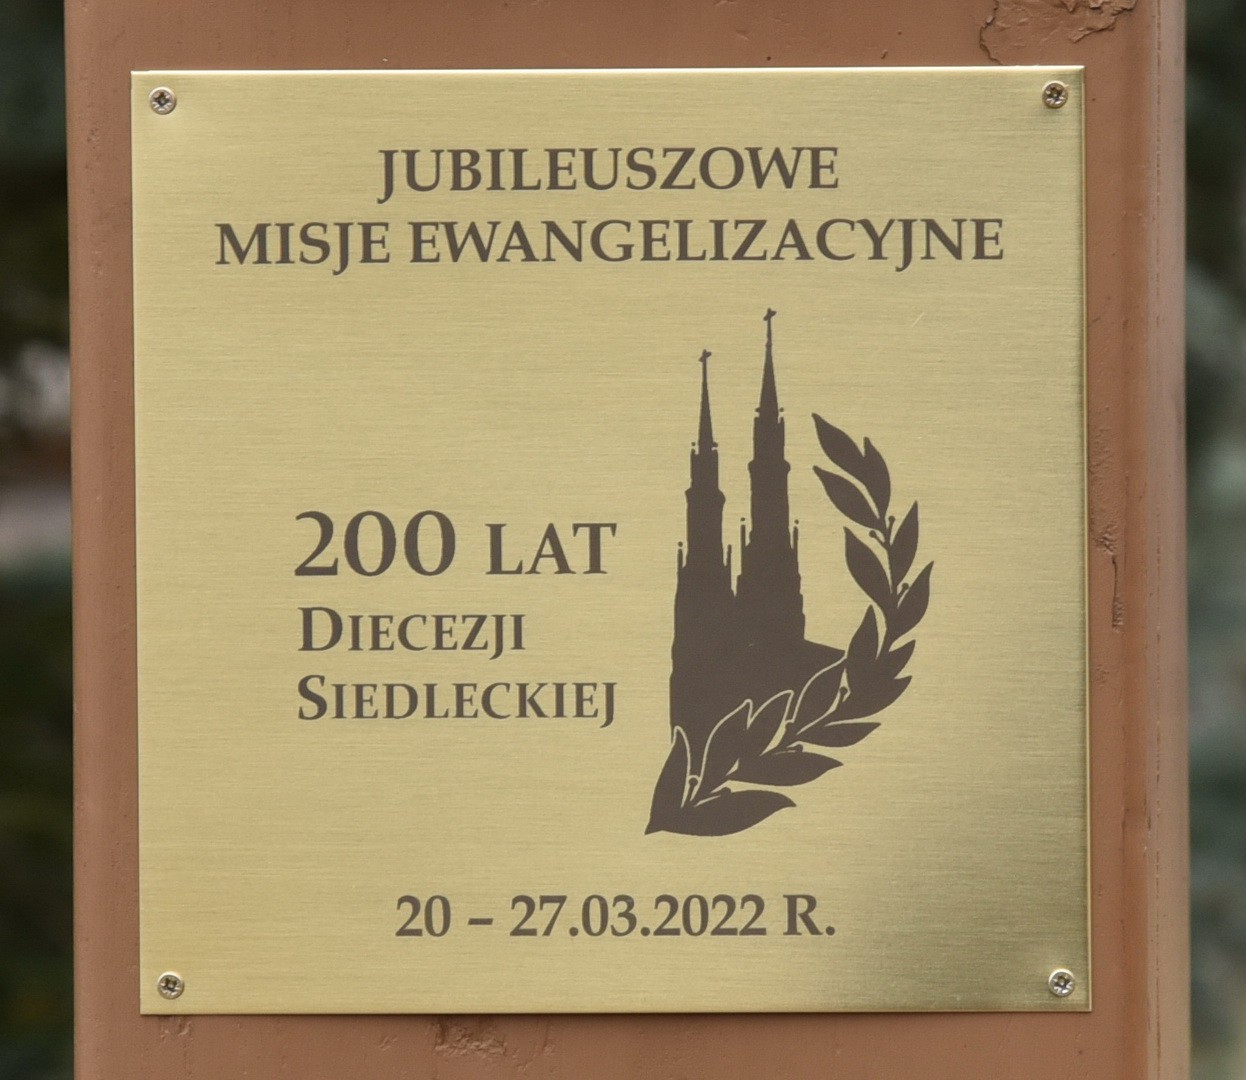 JUBILEUSZOWE
MISJE EWANGELIZACYJNE
200 LAT
DIECEZJI
SIEDLECKIEJ
20 – 27.03.2022 R.